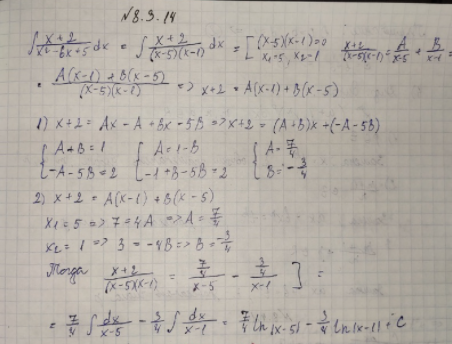 №8.3.14
∫ x+2/x²-6x+5 dx = ∫ x+2/(x-5)(x-1) dx = [ (x-5)(x-1)=0 x₁=5, x₂=1 x+2/(x-5)(x-1) = A/x-5 + B/x-1 =
= A(x-1)+B(x-5)/(x-5)(x-1) => x+2 = A(x-1)+B(x-5)
1) x+2 = Ax - A + Bx - 5B => x+2 = (A+B)x + (-A-5B)
{ A+B=1 { A=1-B { A=7/4
-A-5B=2 -1+B-5B=2 B=-3/4
2) x+2 = A(x-1)+B(x-5)
x₁=5 => 7=4A => A=7/4
x₂=1 => 3=-4B => B=-3/4
Тогда x+2/(x-5)(x-1) = 7/4/x-5 - 3/4/x-1 ] =
= 7/4 ∫ dx/x-5 - 3/4 ∫ dx/x-1 = 7/4 ln|x-5| - 3/4 ln|x-1| + C